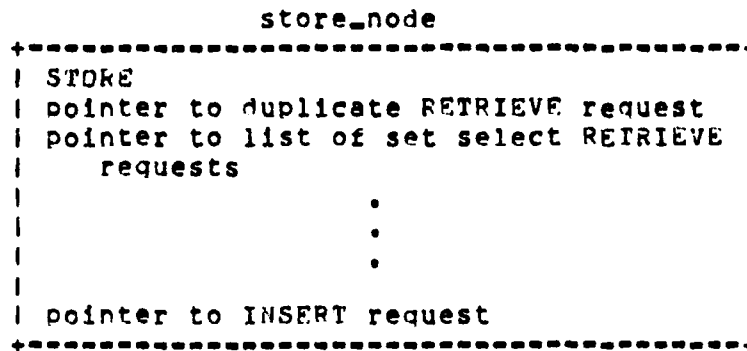 store_node
STORE
pointer to duplicate RETRIEVE request
pointer to list of set select RETRIEVE
requests
.
.
.
pointer to INSERT request